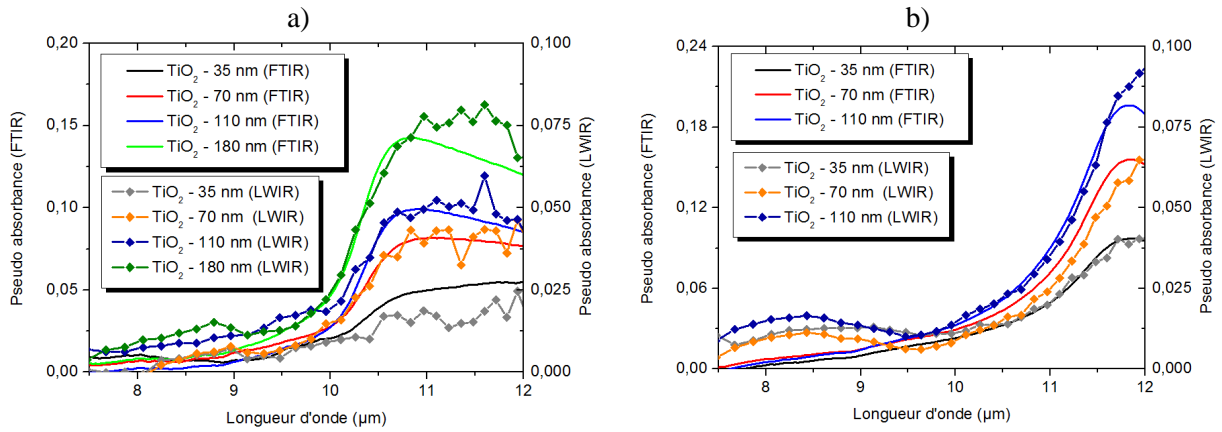 a)
0,20
0,15
0,10
0,05
0,00
Pseudo absorbance (FTIR)
TiO₂ - 35 nm (FTIR)
TiO₂ - 70 nm (FTIR)
TiO₂ - 110 nm (FTIR)
TiO₂ - 180 nm (FTIR)
TiO₂ - 35 nm (LWIR)
TiO₂ - 70 nm (LWIR)
TiO₂ - 110 nm (LWIR)
TiO₂ - 180 nm (LWIR)
0,100
0,075
0,050
0,025
0,000
Pseudo absorbance (LWIR)
8 9 10 11 12
Longueur d'onde (µm)
b)
0,24
0,18
0,12
0,06
0,00
Pseudo absorbance (FTIR)
TiO₂ - 35 nm (FTIR)
TiO₂ - 70 nm (FTIR)
TiO₂ - 110 nm (FTIR)
TiO₂ - 35 nm (LWIR)
TiO₂ - 70 nm (LWIR)
TiO₂ - 110 nm (LWIR)
0,100
0,075
0,050
0,025
0,000
Pseudo absorbance (LWIR)
8 9 10 11 12
Longueur d'onde (µm)